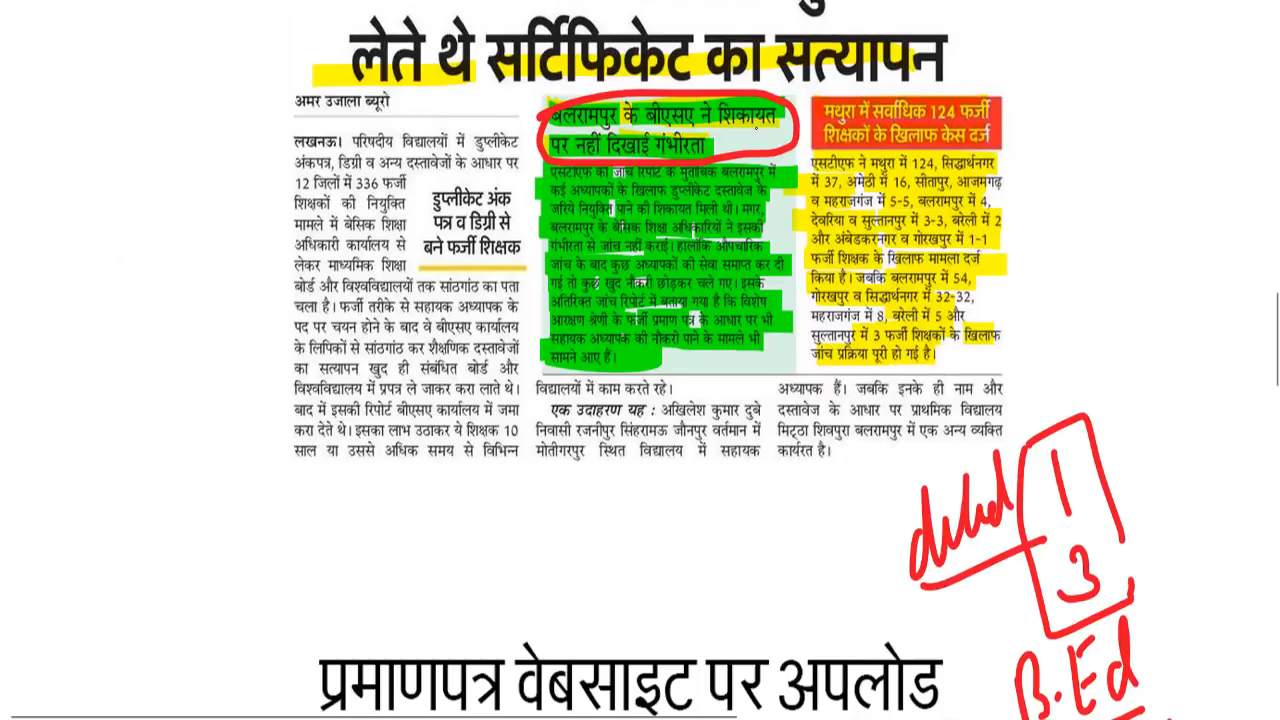 लेते थे सर्टिफिकेट का सत्यापन
अमर उजाला ब्यूरो
लखनऊ। परिषदीय विद्यालयों में डुप्लीकेट
अंकपत्र, डिग्री व अन्य दस्तावेजों के आधार पर
12 जिलों में 336 फर्जी
शिक्षकों की नियुक्ति
मामले में बेसिक शिक्षा
अधिकारी कार्यालय से
लेकर माध्यमिक शिक्षा
डुप्लीकेट अंक
पत्र व डिग्री से
बने फर्जी शिक्षक
बोर्ड और विश्वविद्यालयों तक सांठगांठ का पता
चला है। फर्जी तरीके से सहायक अध्यापक के
पद पर चयन होने के बाद वे बीएसए कार्यालय
के लिपिकों से सांठगांठ कर शैक्षणिक दस्तावेजों
का सत्यापन खुद ही संबंधित बोर्ड और
विश्वविद्यालय में प्रपत्र ले जाकर करा लाते थे।
बाद में इसकी रिपोर्ट बीएसए कार्यालय में जमा
करा देते थे। इसका लाभ उठाकर ये शिक्षक 10
साल या उससे अधिक समय से विभिन्न
बलरामपुर के बीएसए ने शिकायत
पर नहीं दिखाई गंभीरता
एसटीएफ की जांच रिपोर्ट के मुताबिक बलरामपुर में
कई अध्यापकों के खिलाफ डुप्लीकेट दस्तावेज के
जरिये नियुक्ति पाने की शिकायत मिली थी। मगर,
बलरामपुर के बेसिक शिक्षा अधिकारियों ने इसकी
गंभीरता से जांच नहीं कराई। हालांकि औपचारिक
जांच के बाद कुछ अध्यापकों की सेवा समाप्त कर दी
गई तो कुछ खुद नौकरी छोड़कर चले गए। इसके
अतिरिक्त जांच रिपोर्ट में बताया गया है कि विशेष
आरक्षण श्रेणी के फर्जी प्रमाण पत्र के आधार पर भी
सहायक अध्यापक की नौकरी पाने के मामले भी
सामने आए हैं।
मथुरा में सर्वाधिक 124 फर्जी
शिक्षकों के खिलाफ केस दर्ज
एसटीएफ ने मथुरा में 124, सिद्धार्थनगर
में 37, अमेठी में 16, सीतापुर, आजमगढ़
व महराजगंज में 5-5, बलरामपुर में 4,
देवरिया व सुल्तानपुर में 3-3, बरेली में 2
और अंबेडकरनगर व गोरखपुर में 1-1
फर्जी शिक्षक के खिलाफ मामला दर्ज
किया है। जबकि बलरामपुर में 54,
गोरखपुर व सिद्धार्थनगर में 32-32,
महराजगंज में 8, बरेली में 5 और
सुल्तानपुर में 3 फर्जी शिक्षकों के खिलाफ
जांच प्रक्रिया पूरी हो गई है।
विद्यालयों में काम करते रहे।
एक उदाहरण यह : अखिलेश कुमार दुबे
निवासी रजनीपुर सिंहरामऊ जौनपुर वर्तमान में
मोतीगरपुर स्थित विद्यालय में सहायक
अध्यापक हैं। जबकि इनके ही नाम और
दस्तावेज के आधार पर प्राथमिक विद्यालय
मिट्ठा शिवपुरा बलरामपुर में एक अन्य व्यक्ति
कार्यरत है।
1
3
B.Ed
प्रमाणपत्र वेबसाइट पर अपलोड